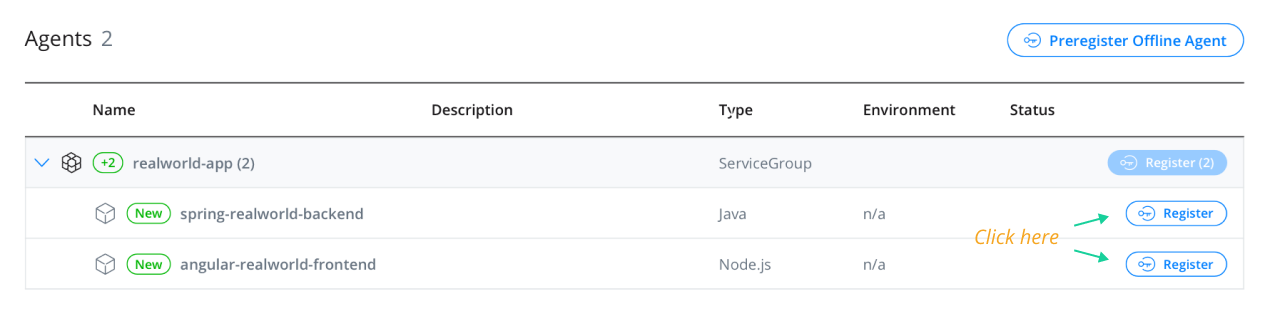 Agents 2
Preregister Offline Agent
Name Description Type Environment Status
+2 realworld-app (2) ServiceGroup Register (2)
New spring-realworld-backend Java n/a Register
Click here
New angular-realworld-frontend Node.js n/a Register